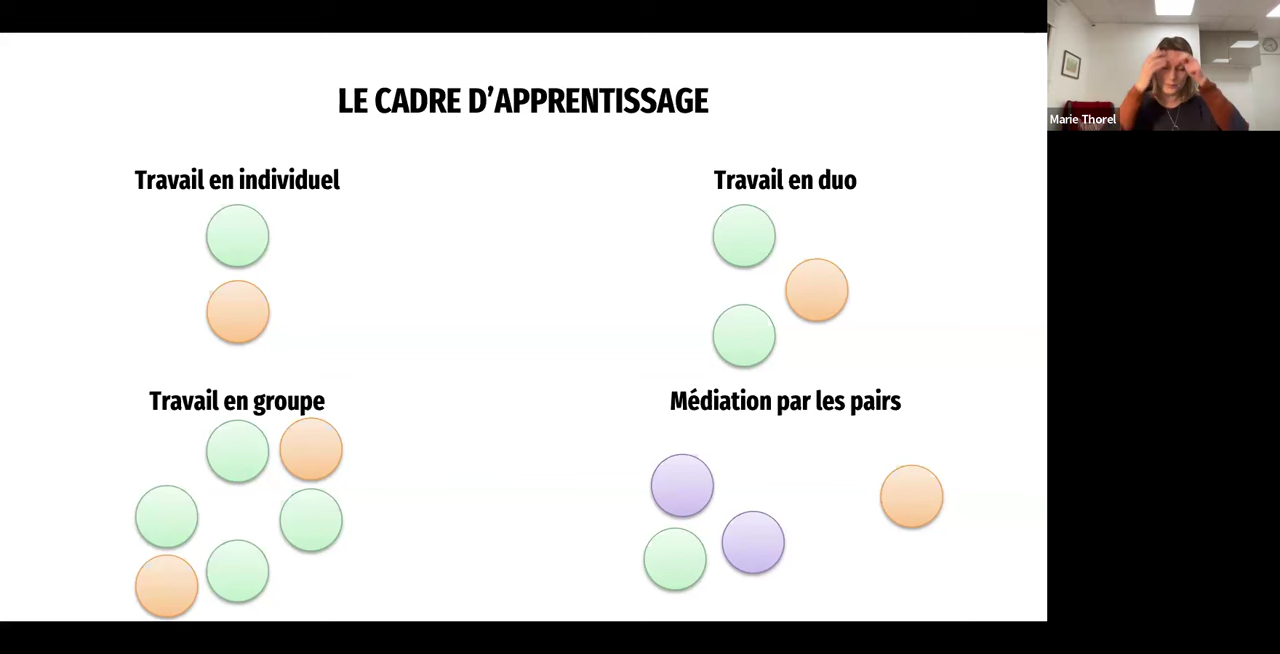 LE CADRE D’APPRENTISSAGE
Travail en individuel
Travail en duo
Travail en groupe
Médiation par les pairs
Marie Thorel